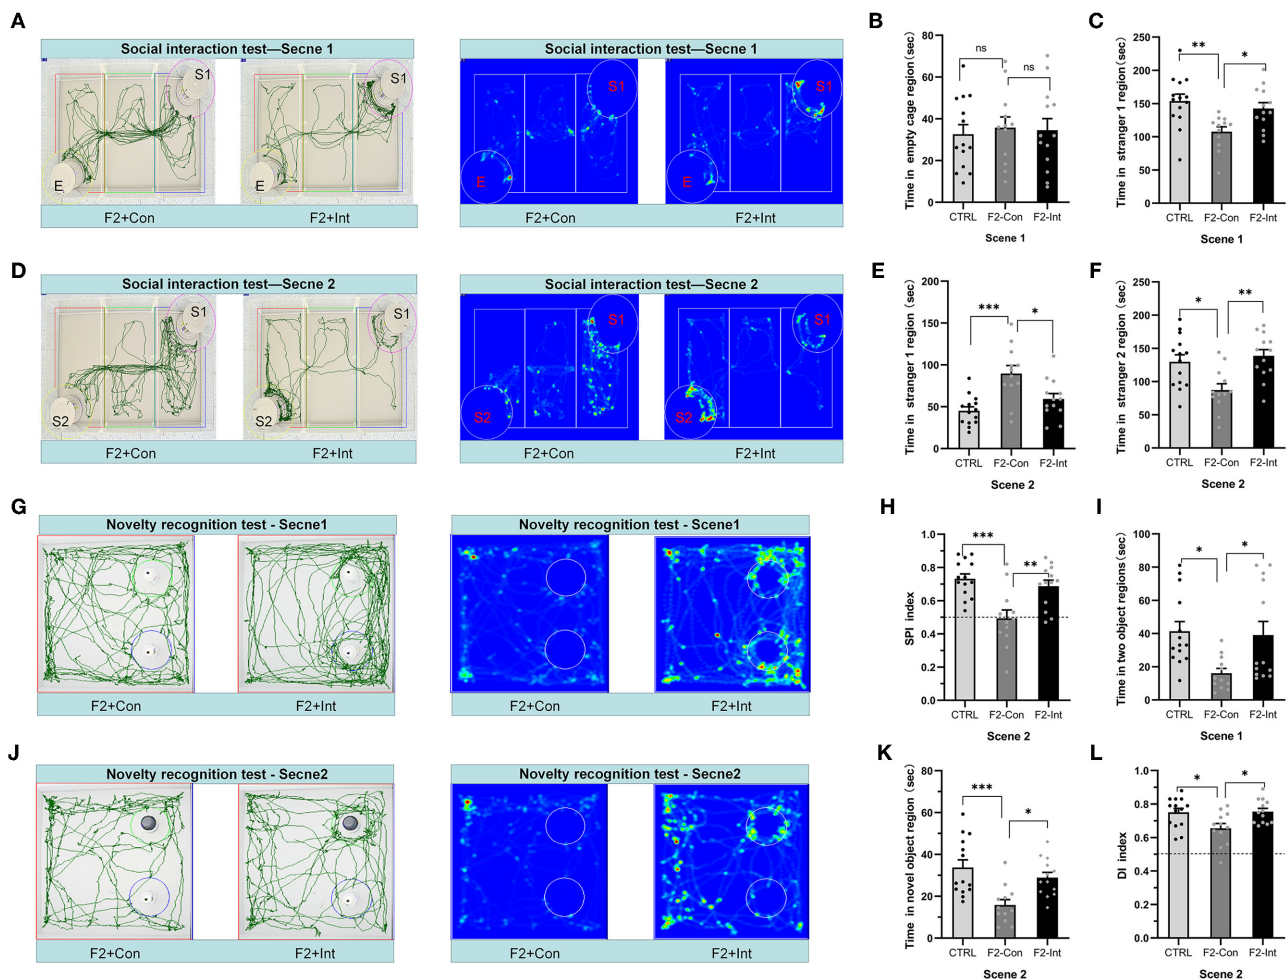 A
Social interaction test—Secne 1
S1
E
S1
E
F2+Con
F2+Int
Social interaction test—Secne 1
S1
E
S1
E
F2+Con
F2+Int
B
Time in empty cage region(sec)
80
60
40
20
0
ns
ns
CTRL
F2-Con
F2-Int
Scene 1
C
Time in stranger 1 region(sec)
250
200
150
100
50
0
**
*
CTRL
F2-Con
F2-Int
Scene 1
D
Social interaction test—Secne 2
S1
S2
S1
S2
F2+Con
F2+Int
Social interaction test—Secne 2
S1
S2
S1
S2
F2+Con
F2+Int
E
Time in stranger 1 region(sec)
200
150
100
50
0
***
*
CTRL
F2-Con
F2-Int
Scene 2
F
Time in stranger 2 region(sec)
250
200
150
100
50
0
*
**
CTRL
F2-Con
F2-Int
Scene 2
G
Novelty recognition test - Secne1
F2+Con
F2+Int
Novelty recognition test - Scene1
F2+Con
F2+Int
H
SPI index
1.0
0.8
0.6
0.4
0.2
0.0
***
**
CTRL
F2-Con
F2-Int
Scene 2
I
Time in two object regions(sec)
100
80
60
40
20
0
*
*
CTRL
F2-Con
F2-Int
Scene 1
J
Novelty recognition test - Secne2
F2+Con
F2+Int
Novelty recognition test - Secne2
F2+Con
F2+Int
K
Time in novel object region(sec)
80
60
40
20
0
***
*
CTRL
F2-Con
F2-Int
Scene 2
L
DI index
1.0
0.8
0.6
0.4
0.2
0.0
*
*
CTRL
F2-Con
F2-Int
Scene 2